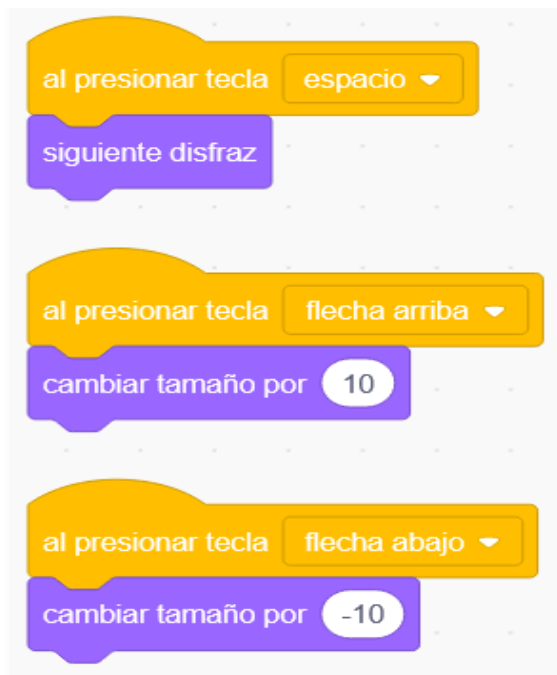 al presionar tecla espacio
siguiente disfraz
al presionar tecla flecha arriba
cambiar tamaño por 10
al presionar tecla flecha abajo
cambiar tamaño por -10